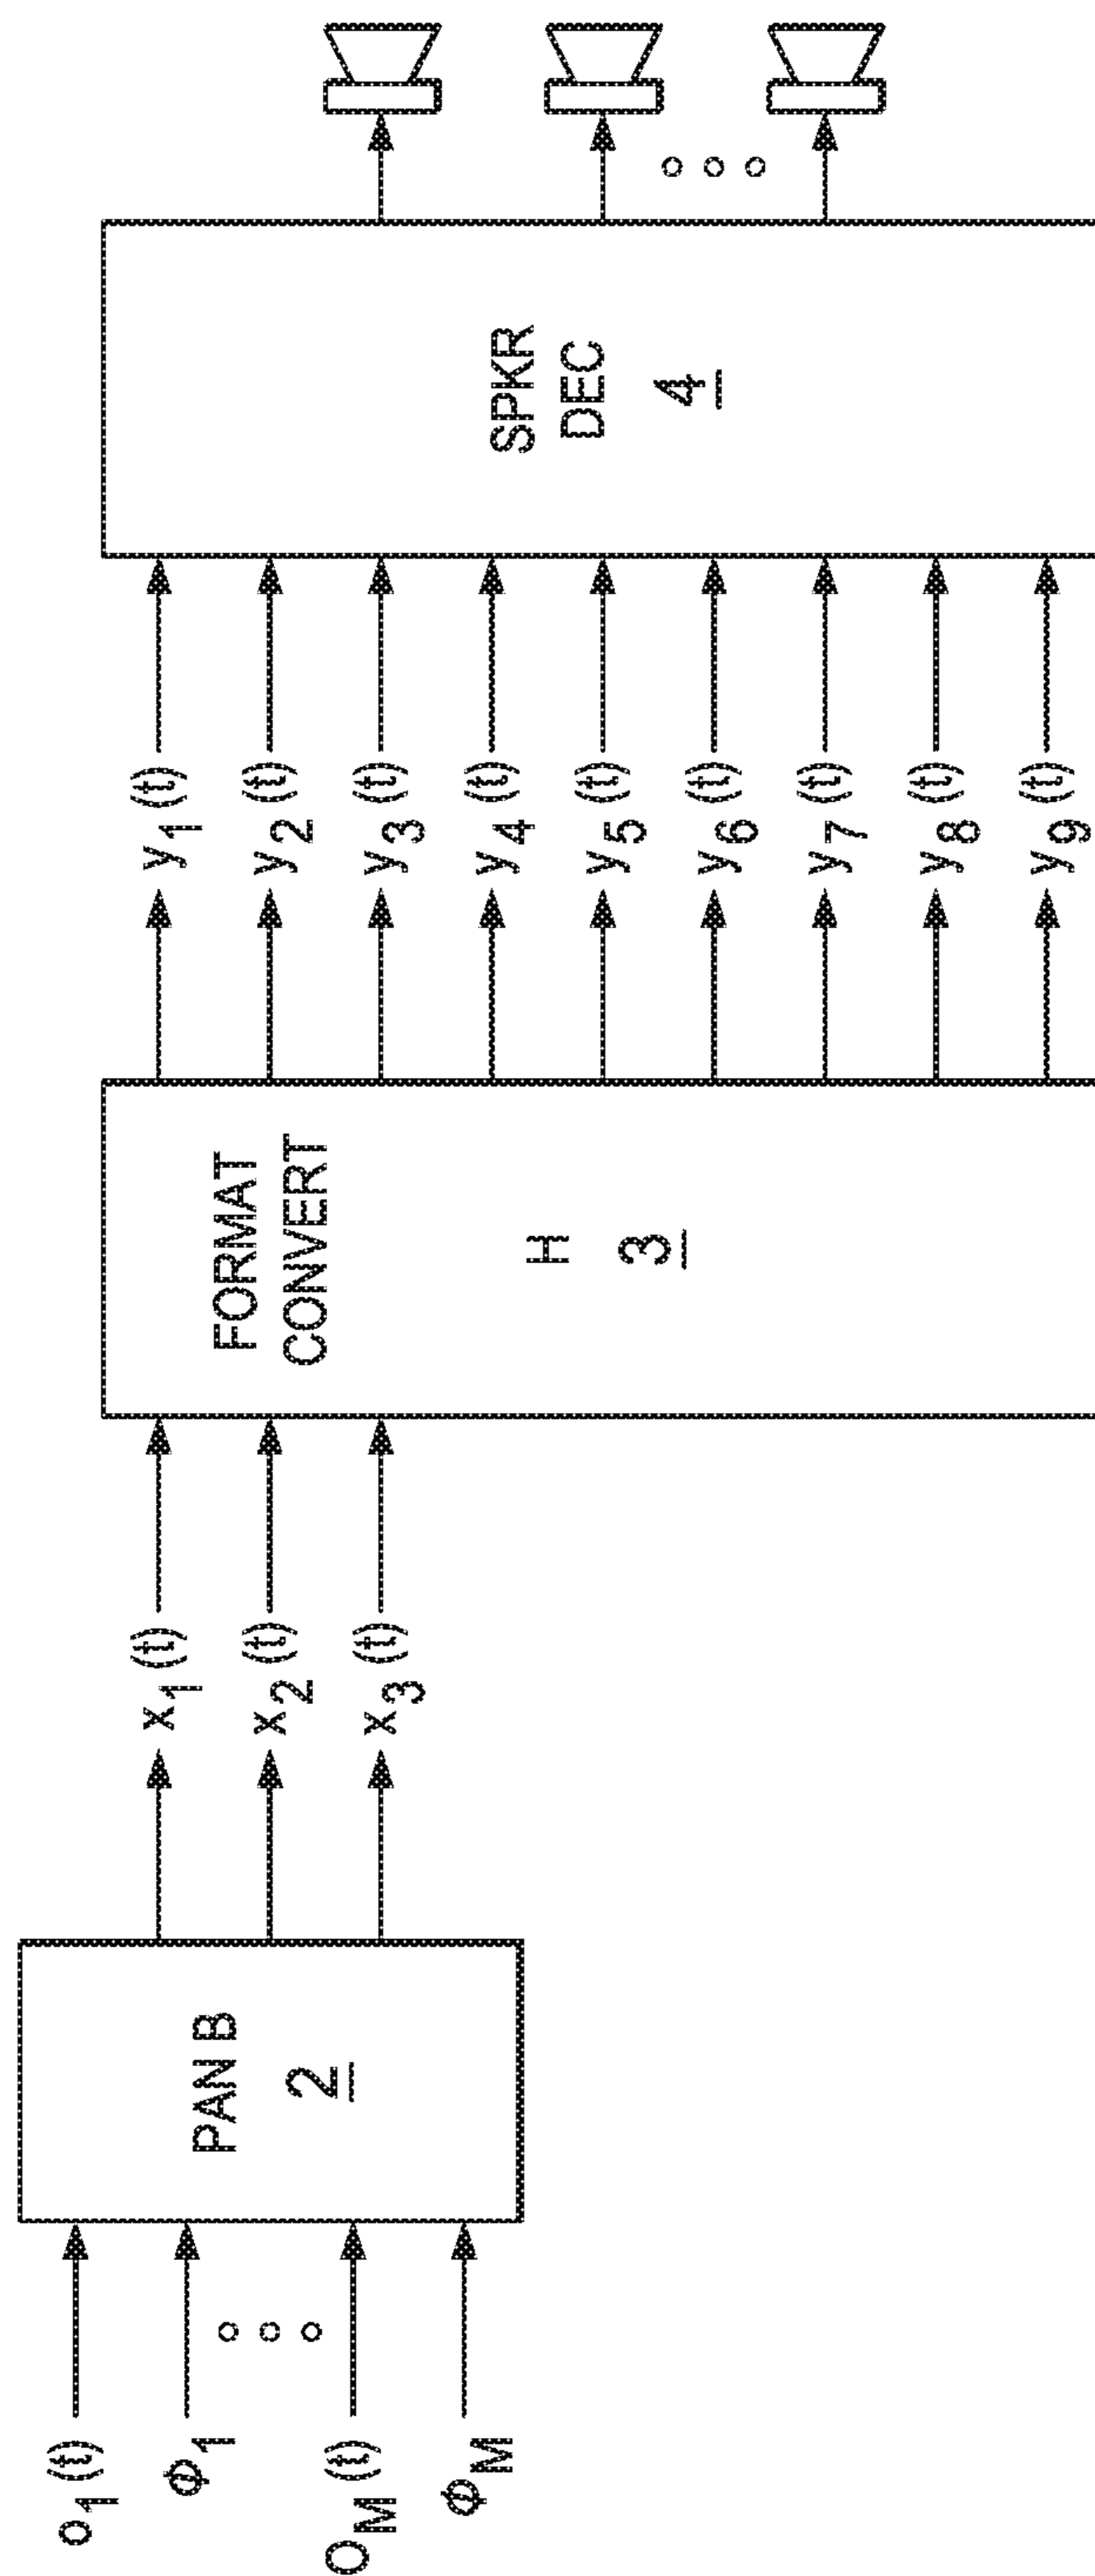 o1(t)
Φ1
OM(t)
ΦM
PAN B
2
x1(t)
x2(t)
x3(t)
FORMAT
CONVERT
H 3
y1(t)
y2(t)
y3(t)
y4(t)
y5(t)
y6(t)
y7(t)
y8(t)
y9(t)
SPKR
DEC
4